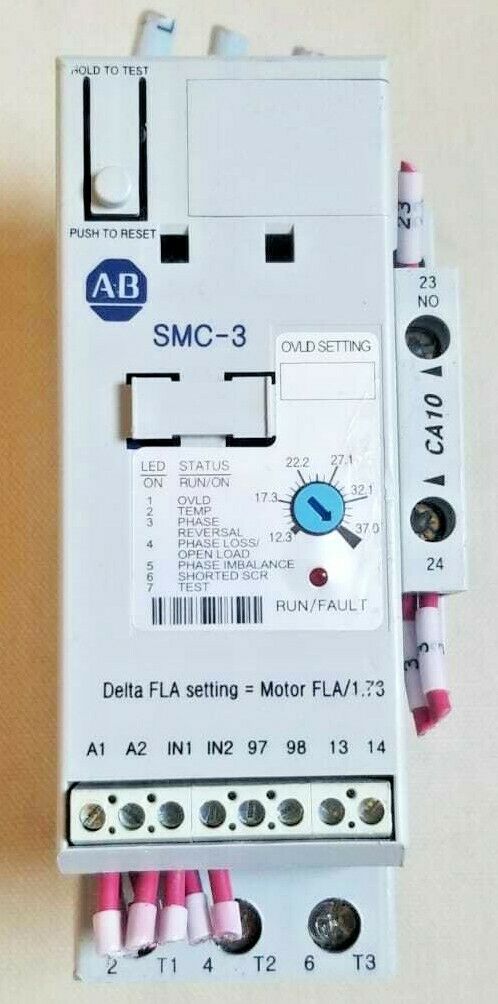 HOLD TO TEST
PUSH TO RESET
A-B
SMC-3
OVLD SETTING
LED STATUS
ON RUN/ON
1 OVLD
2 TEMP
3 PHASE
REVERSAL
4 PHASE LOSS/
OPEN LOAD
5 PHASE IMBALANCE
6 SHORTED SCR
7 TEST
12.3
17.3
22.2
27.1
32.1
37.0
RUN/FAULT
23
23
NO
CA10
24
3
3
Delta FLA setting = Motor FLA/1.73
A1 A2 IN1 IN2 97 98 13 14
2 T1 4 T2 6 T3